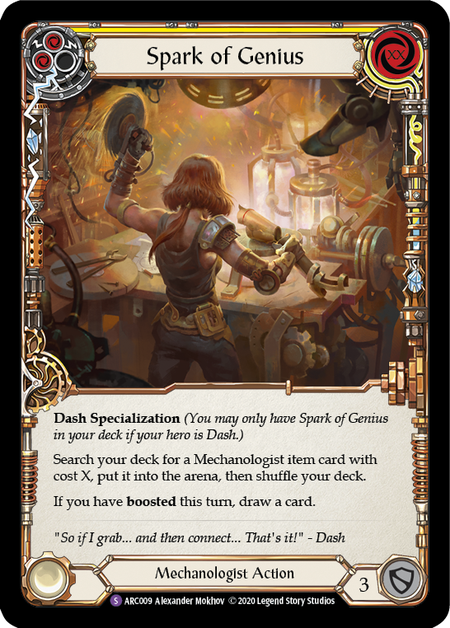 Spark of Genius
XX
Dash Specialization (You may only have Spark of Genius
in your deck if your hero is Dash.)
Search your deck for a Mechanologist item card with
cost X, put it into the arena, then shuffle your deck.
If you have boosted this turn, draw a card.
"So if I grab... and then connect... That's it!" - Dash
Mechanologist Action
3
S ARC009 Alexander Mokhov © 2020 Legend Story Studios